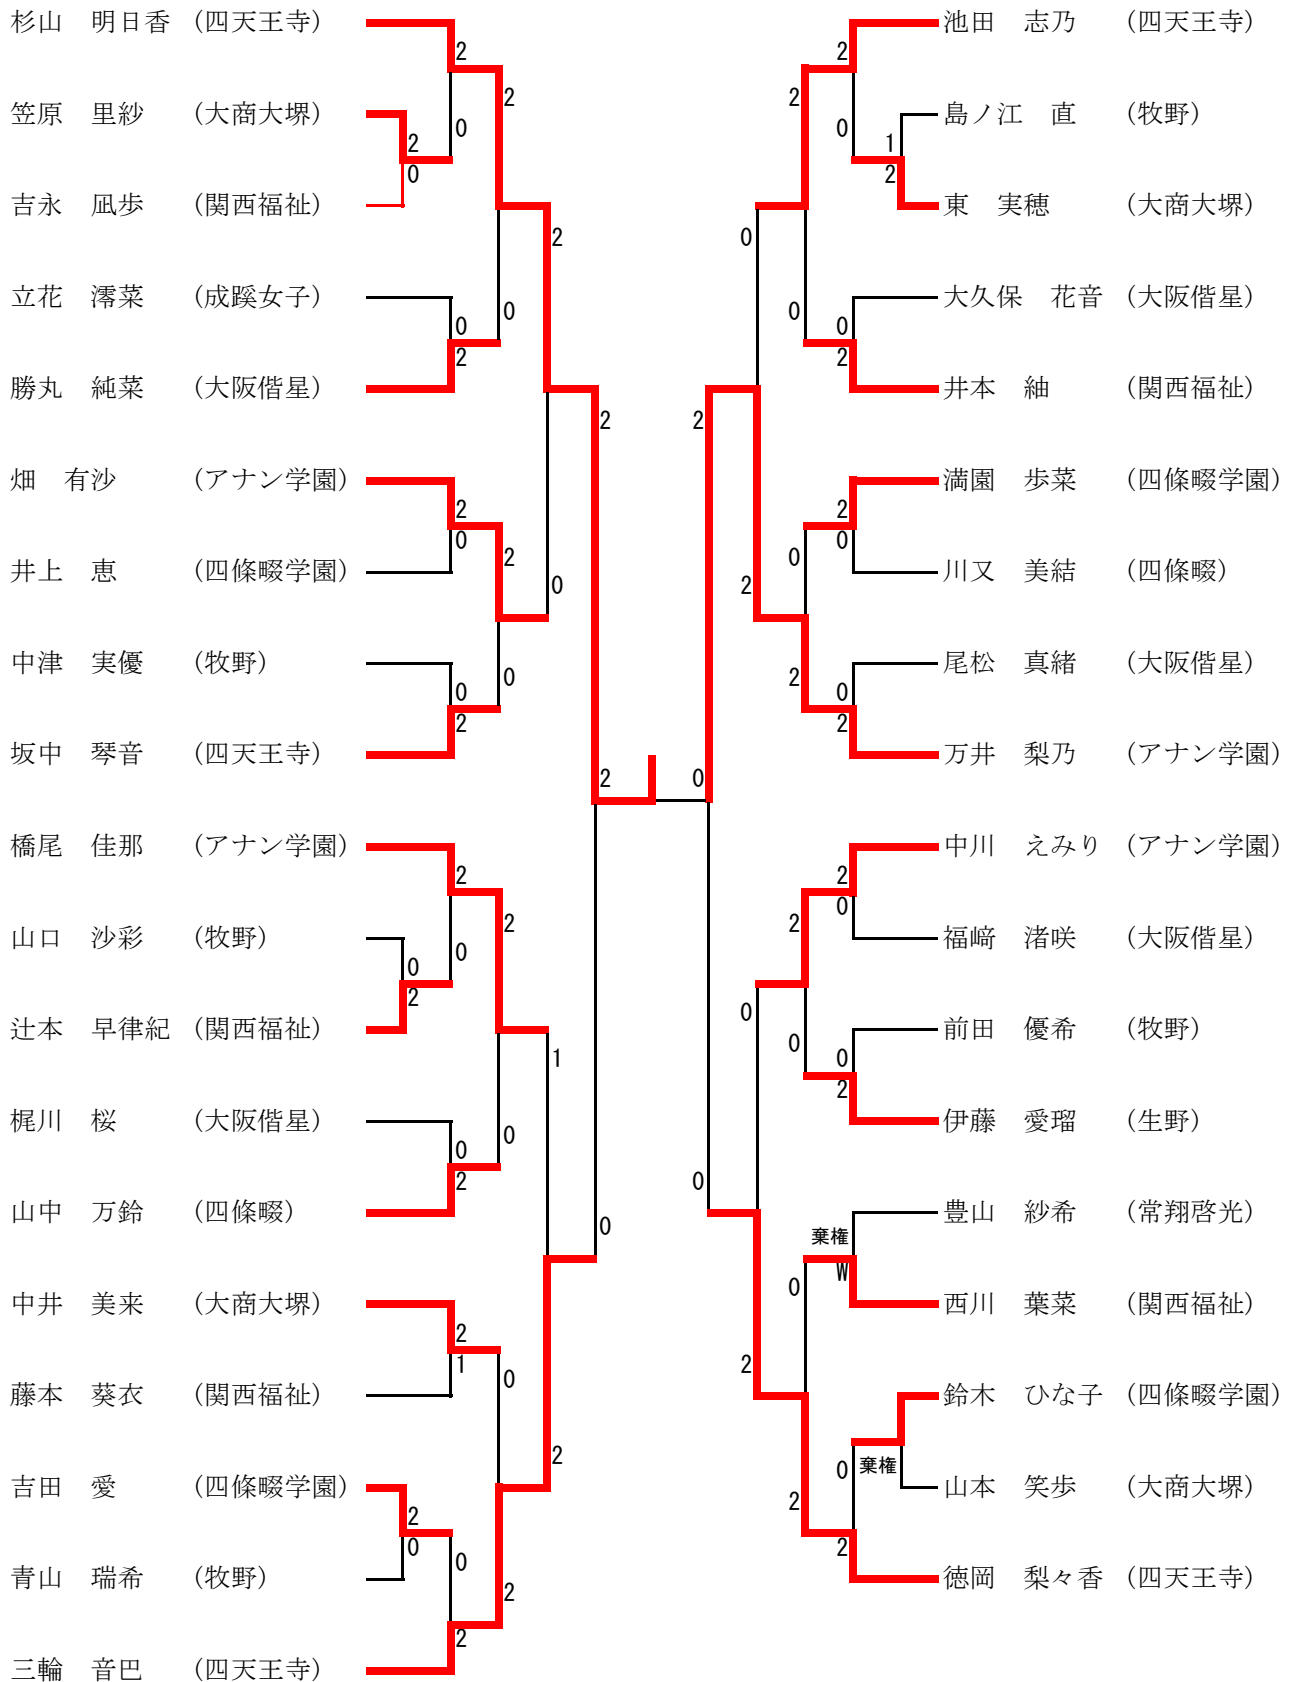 杉山　明日香 (四天王寺)
笠原　里紗 (大商大堺)
吉永　凪歩 (関西福祉)
立花　澪菜 (成蹊女子)
勝丸　純菜 (大阪偕星)
畑　有沙 (アナン学園)
井上　恵 (四條畷学園)
中津　実優 (牧野)
坂中　琴音 (四天王寺)
橋尾　佳那 (アナン学園)
山口　沙彩 (牧野)
辻本　早律紀 (関西福祉)
梶川　桜 (大阪偕星)
山中　万鈴 (四條畷)
中井　美来 (大商大堺)
藤本　葵衣 (関西福祉)
吉田　愛 (四條畷学園)
青山　瑞希 (牧野)
三輪　音巴 (四天王寺)
2
0
2
0
0
2
2
0
0
2
2
0
2
0
2
0
2
2
0
2
0
0
2
2
1
2
0
0
2
2
0
0
2
1
2
0
2
0
2
0
1
2
0
2
2
0
0
2
2
0
0
2
0
2
2
0
0
2
棄権
W
棄権
0
2
2
0
0
2
0
2
0
2
池田　志乃 (四天王寺)
島ノ江　直 (牧野)
東　実穂 (大商大堺)
大久保　花音 (大阪偕星)
井本　紬 (関西福祉)
満園　歩菜 (四條畷学園)
川又　美結 (四條畷)
尾松　真緒 (大阪偕星)
万井　梨乃 (アナン学園)
中川　えみり (アナン学園)
福﨑　渚咲 (大阪偕星)
前田　優希 (牧野)
伊藤　愛瑠 (生野)
豊山　紗希 (常翔啓光)
西川　葉菜 (関西福祉)
鈴木　ひな子 (四條畷学園)
山本　笑歩 (大商大堺)
徳岡　梨々香 (四天王寺)